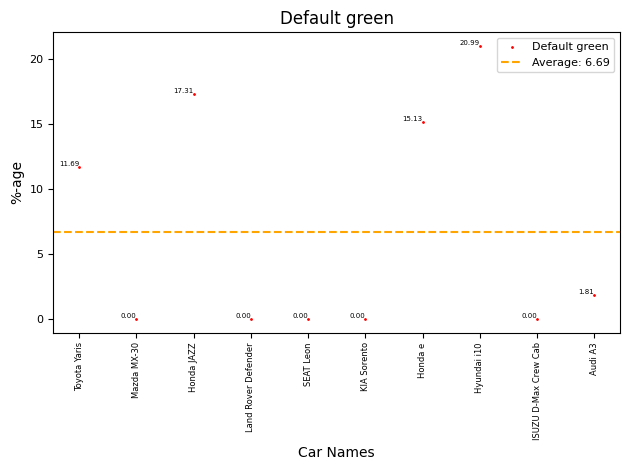 Default green
%-age
20
15
10
5
0
11.69
0.00
17.31
0.00
0.00
0.00
15.13
20.99
0.00
1.81
Default green
Average: 6.69
Toyota Yaris
Mazda MX-30
Honda JAZZ
Land Rover Defender
SEAT Leon
KIA Sorento
Honda e
Hyundai i10
ISUZU D-Max Crew Cab
Audi A3
Car Names